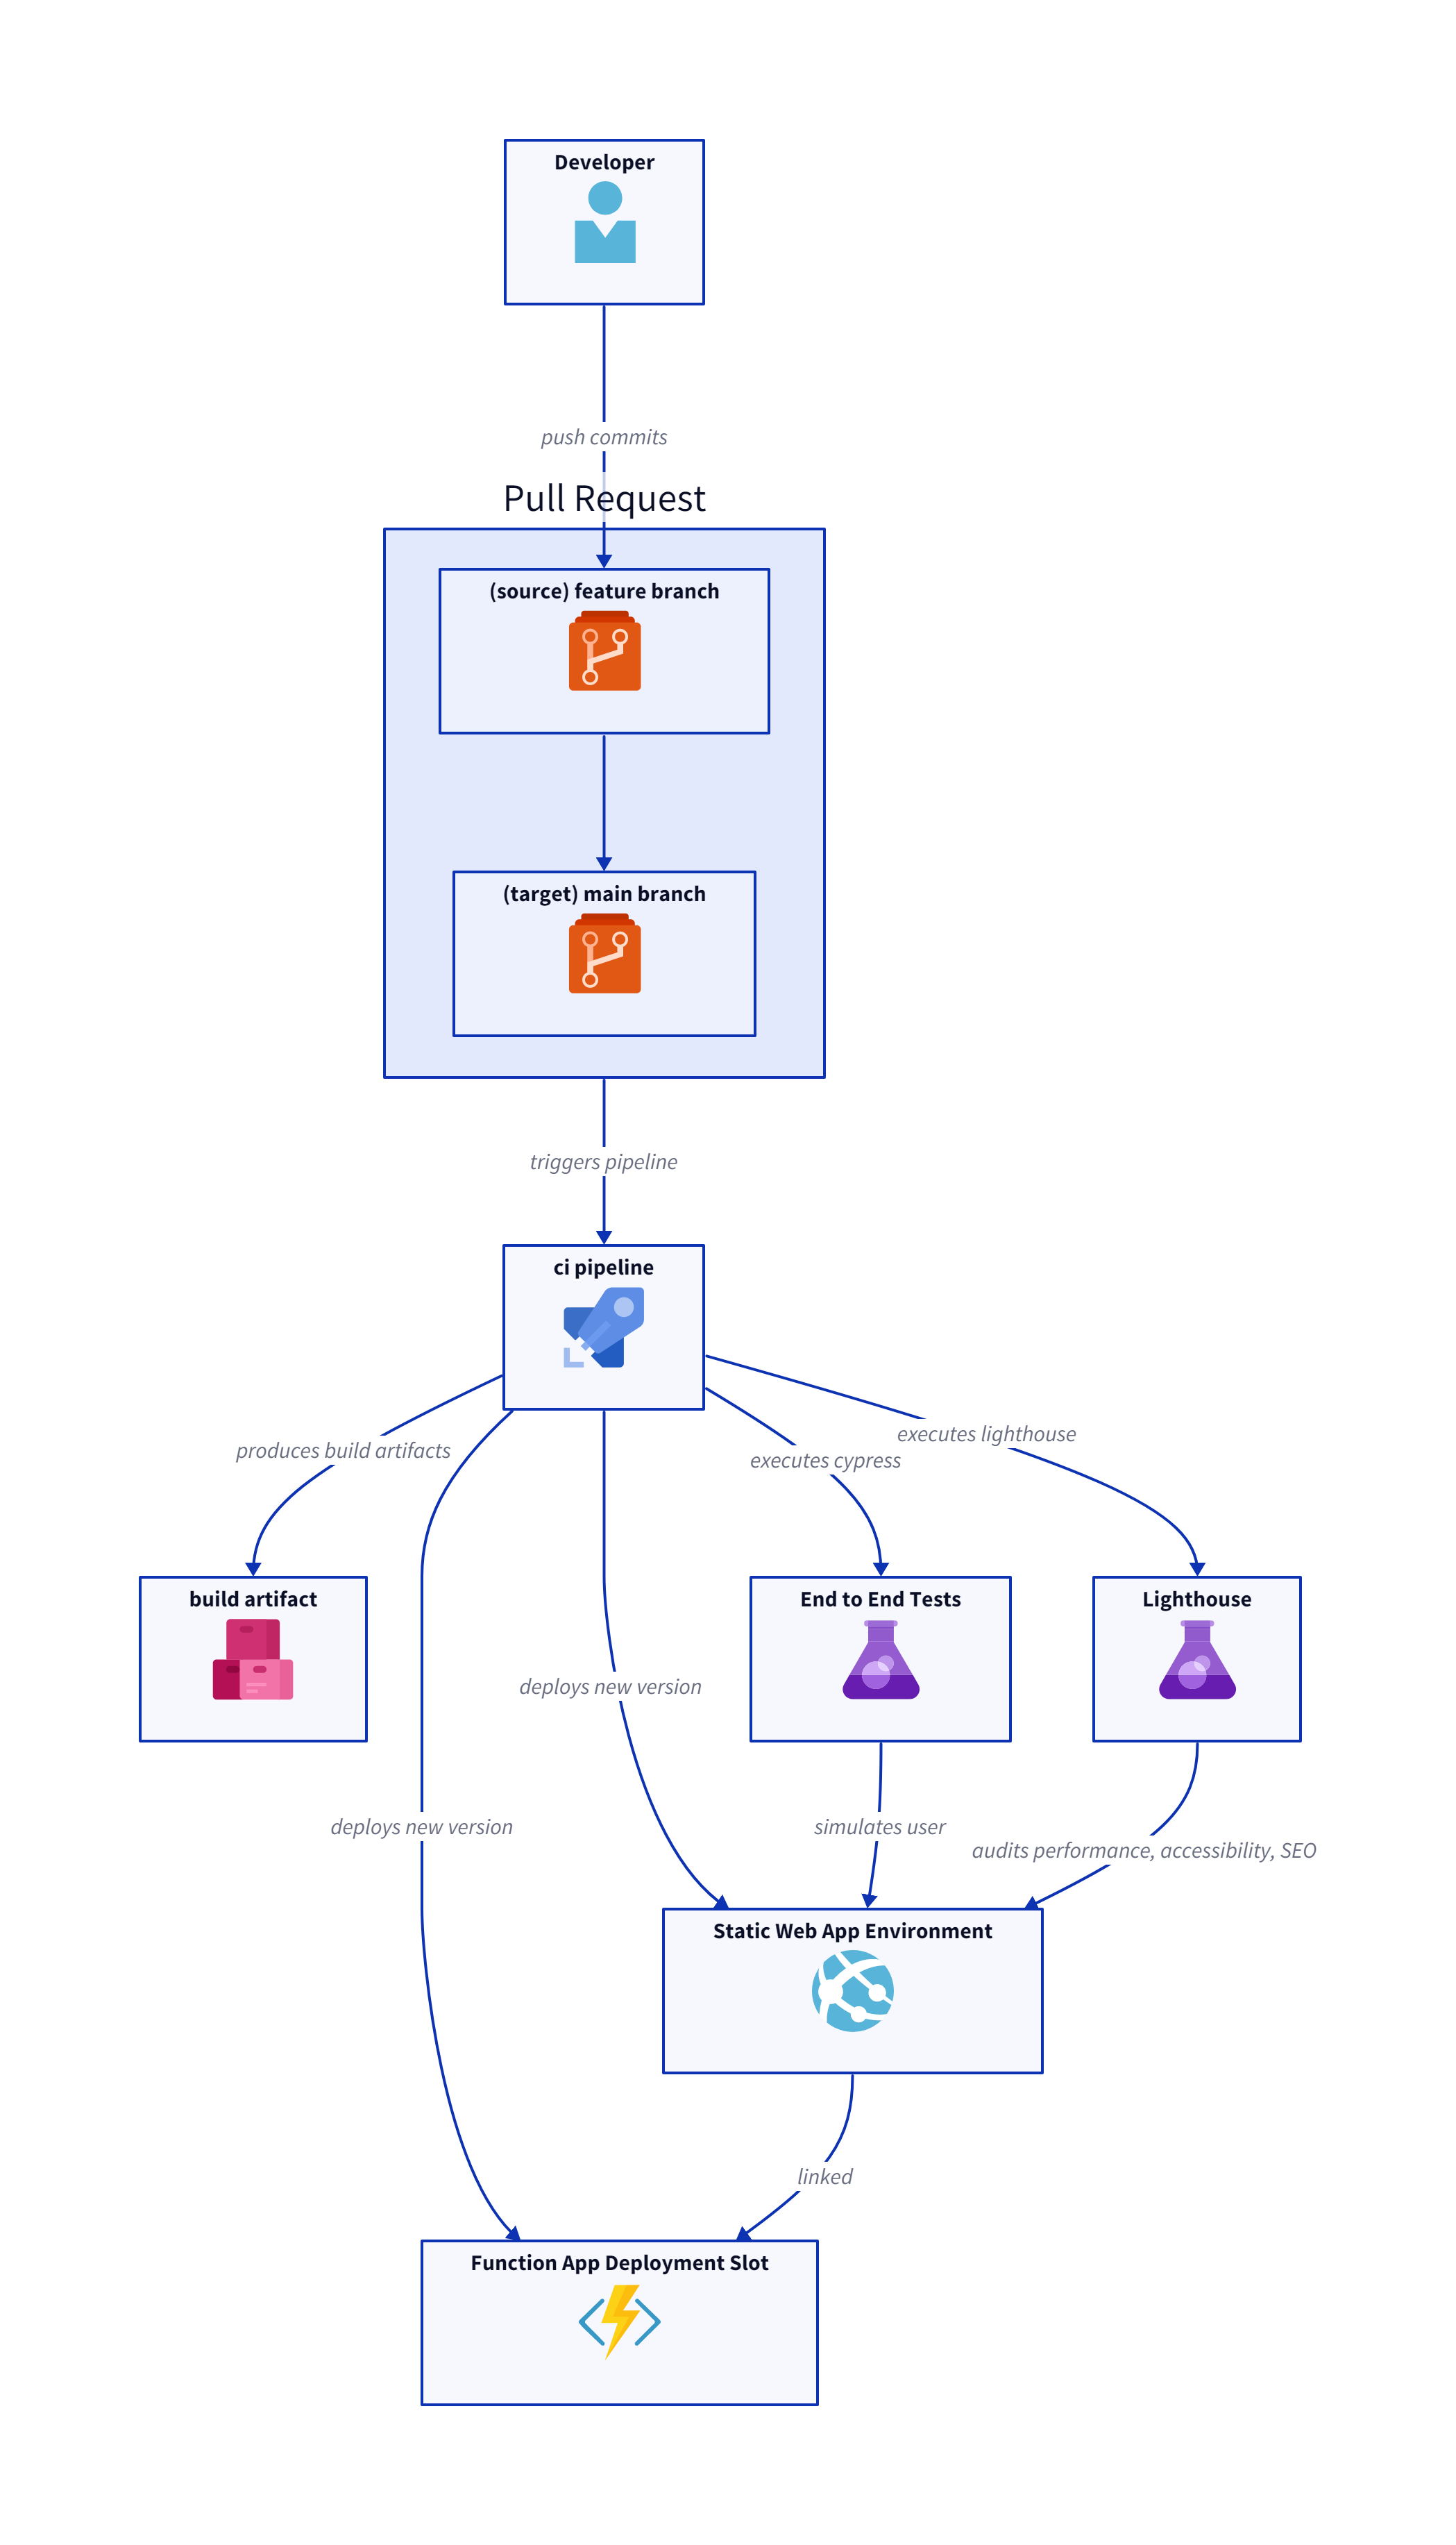 Developer
push commits
Pull Request
(source) feature branch
(target) main branch
triggers pipeline
ci pipeline
executes lighthouse
produces build artifacts
executes cypress
build artifact
End to End Tests
Lighthouse
deploys new version
deploys new version
simulates user
audits performance, accessibility, SEO
Static Web App Environment
linked
Function App Deployment Slot